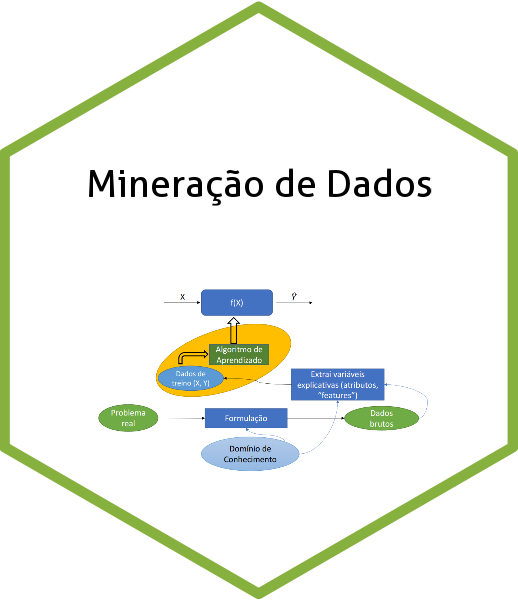 Mineração de Dados
X
f(X)
Ŷ
Algoritmo de
Aprendizado
Dados de
treino (X, Y)
Extrai variáveis
explicativas (atributos,
“features”)
Problema
real
Formulação
Dados
brutos
Domínio de
Conhecimento